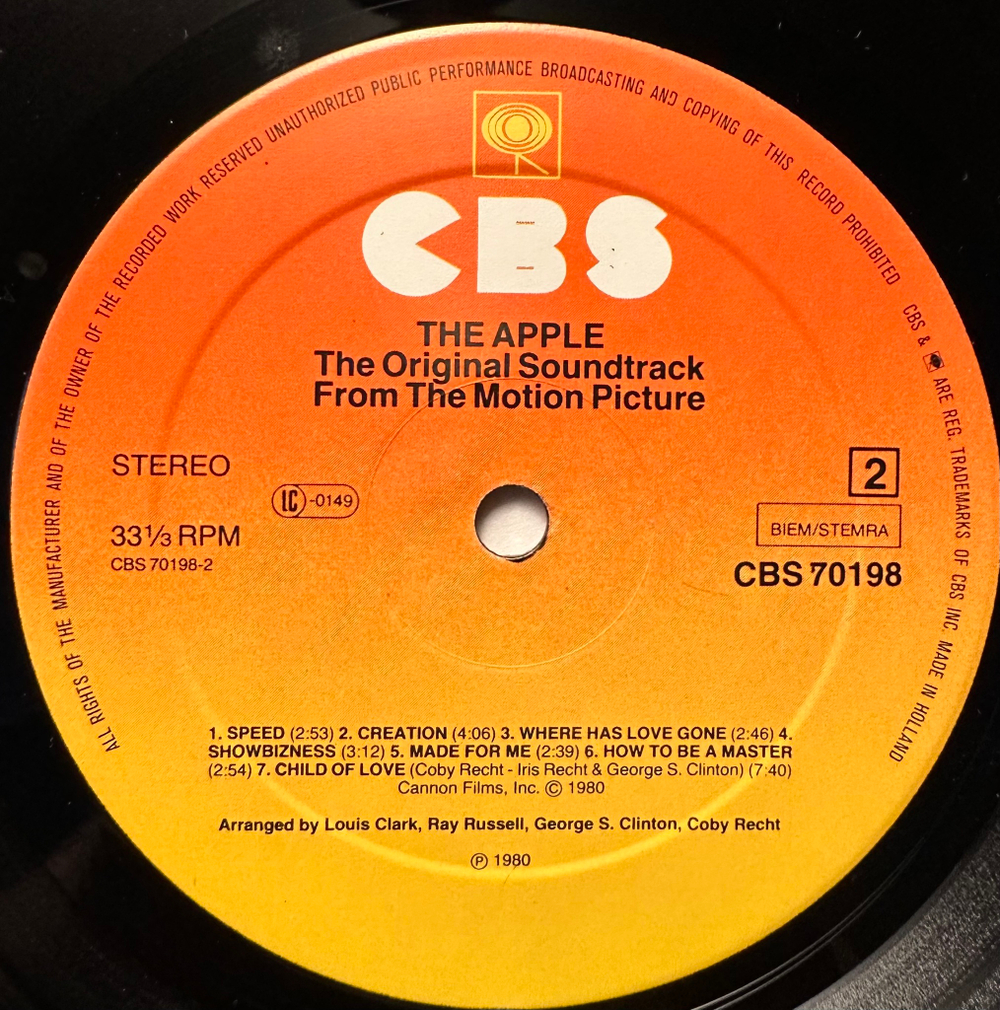 ALL RIGHTS OF THE MANUFACTURER AND OF THE OWNER OF THE RECORDED WORK RESERVED UNAUTHORIZED PUBLIC PERFORMANCE BROADCASTING AND COPYING OF THIS RECORD PROHIBITED CBS & ARE REG. TRADEMARKS OF CBS INC. MADE IN HOLLAND
CBS
THE APPLE
The Original Soundtrack
From The Motion Picture
STEREO
LC-0149
33⅓ RPM
CBS 70198-2
2
BIEM/STEMRA
CBS 70198
1. SPEED (2:53) 2. CREATION (4:06) 3. WHERE HAS LOVE GONE (2:46) 4.
SHOWBIZNESS (3:12) 5. MADE FOR ME (2:39) 6. HOW TO BE A MASTER
(2:54) 7. CHILD OF LOVE (Coby Recht - Iris Recht & George S. Clinton) (7:40)
Cannon Films, Inc. © 1980
Arranged by Louis Clark, Ray Russell, George S. Clinton, Coby Recht
℗ 1980